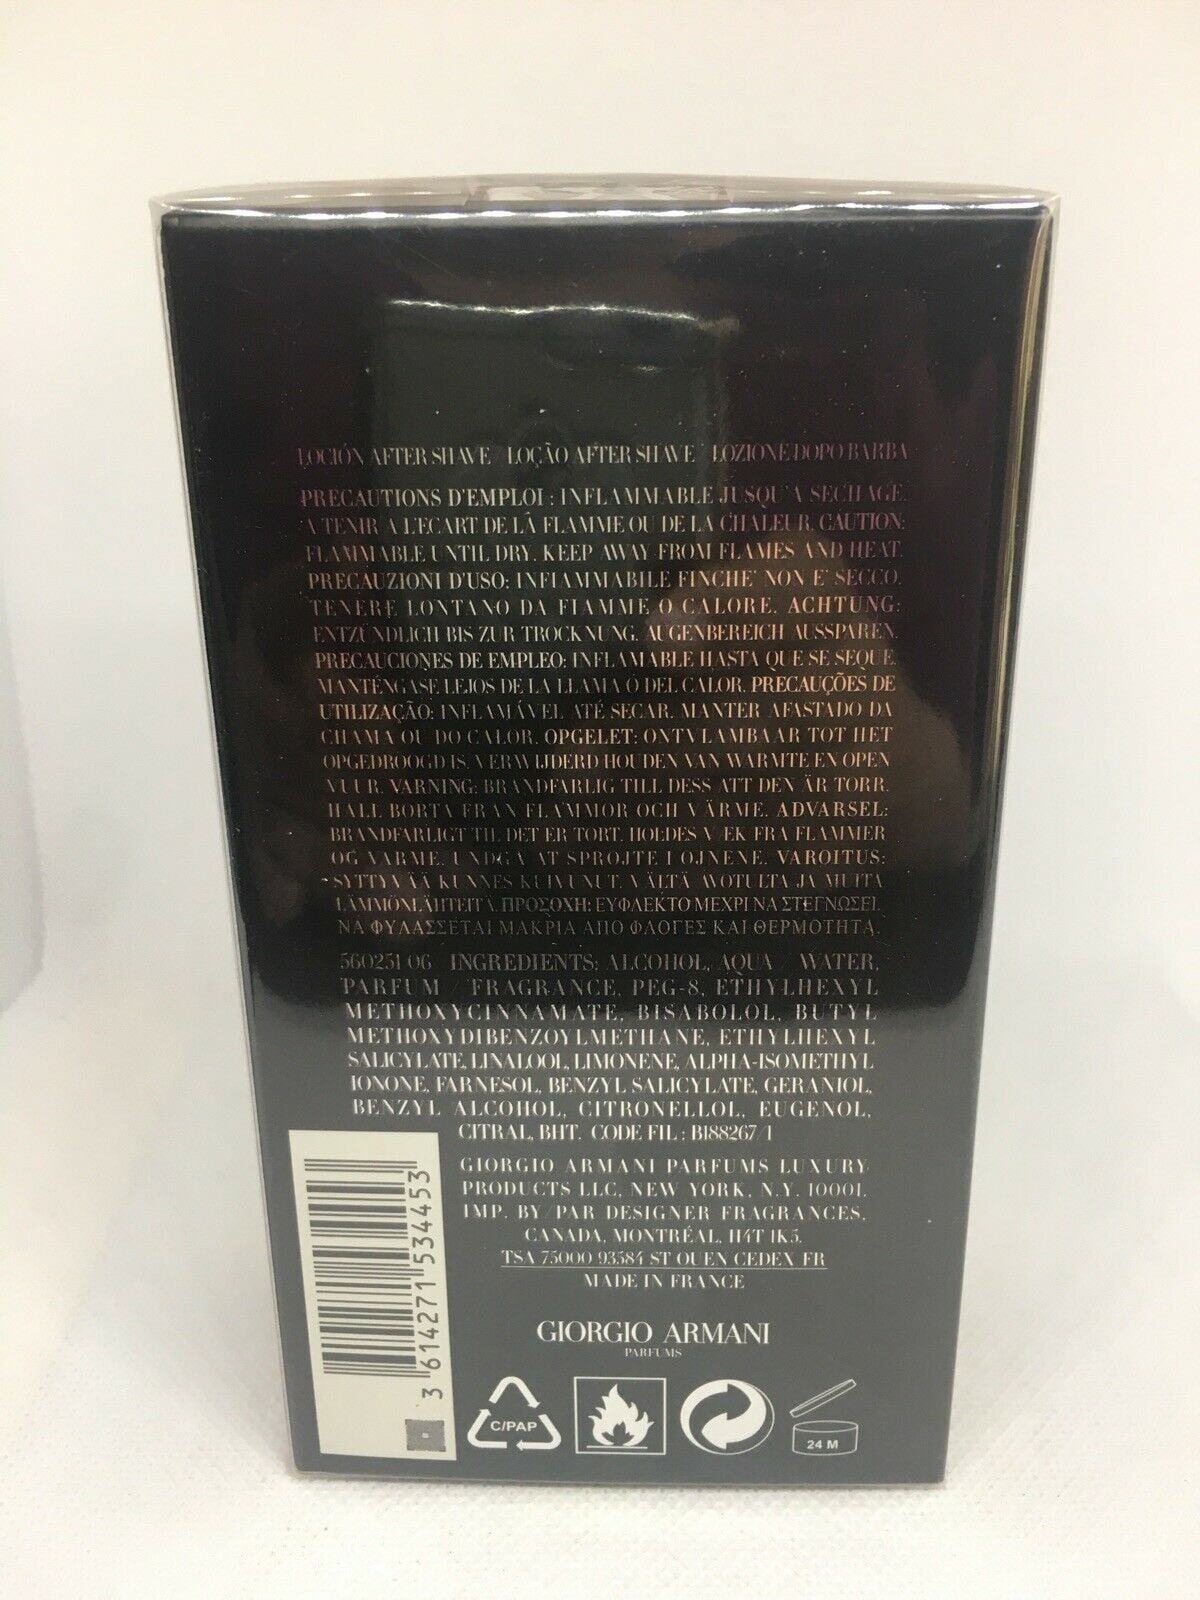 LOCIÓN AFTER SHAVE / LOÇÃO AFTER SHAVE / LOZIONE DOPO BARBA
PRECAUTIONS D'EMPLOI : INFLAMMABLE JUSQU'A SECHAGE.
A TENIR A L'ECART DE LA FLAMME OU DE LA CHALEUR. CAUTION:
FLAMMABLE UNTIL DRY. KEEP AWAY FROM FLAMES AND HEAT.
PRECAUZIONI D'USO: INFIAMMABILE FINCHE' NON E' SECCO.
TENERE LONTANO DA FIAMME O CALORE. ACHTUNG:
ENTZÜNDLICH BIS ZUR TROCKNUNG. AUGENBEREICH AUSSPAREN.
PRECAUCIONES DE EMPLEO: INFLAMABLE HASTA QUE SE SEQUE.
MANTÉNGASE LEJOS DE LA LLAMA Ó DEL CALOR. PRECAUÇÕES DE
UTILIZAÇÃO: INFLAMÁVEL ATÉ SECAR. MANTER AFASTADO DA
CHAMA OU DO CALOR. OPGELET: ONTVLAMBAAR TOT HET
OPGEDROOGD IS. VERWIJDERD HOUDEN VAN WARMTE EN OPEN
VUUR. VARNING: BRANDFARLIG TILL DESS ATT DEN ÄR TORR.
HALL BORTA FRAN FLAMMOR OCH VÄRME. ADVARSEL:
BRANDFARLIGT TIL DET ER TORT. HOLDES VÆK FRA FLAMMER
OG VARME. UNDGA AT SPROJTE I OJNENE. VAROITUS:
SYTTYVÄÄ KUNNES KUIVUNUT. VÄLTÄ AVOTULTA JA MUITA
LÄMMÖNLÄHTEITÄ. ΠΡΟΣΟΧΗ: ΕΥΦΛΕΚΤΟ ΜΕΧΡΙ ΝΑ ΣΤΕΓΝΩΣΕΙ.
ΝΑ ΦΥΛΑΣΣΕΤΑΙ ΜΑΚΡΙΑ ΑΠΟ ΦΛΟΓΕΣ ΚΑΙ ΘΕΡΜΟΤΗΤΑ.
560251 06 INGREDIENTS: ALCOHOL, AQUA / WATER,
PARFUM / FRAGRANCE, PEG-8, ETHYLHEXYL
METHOXYCINNAMATE, BISABOLOL, BUTYL
METHOXYDIBENZOYLMETHANE, ETHYLHEXYL
SALICYLATE, LINALOOL, LIMONENE, ALPHA-ISOMETHYL
IONONE, FARNESOL, BENZYL SALICYLATE, GERANIOL,
BENZYL ALCOHOL, CITRONELLOL, EUGENOL,
CITRAL, BHT. CODE FIL : B188267/1
GIORGIO ARMANI PARFUMS LUXURY
PRODUCTS LLC, NEW YORK, N.Y. 10001.
IMP. BY / PAR DESIGNER FRAGRANCES,
CANADA, MONTRÉAL, H4T 1K5.
TSA 75000 93584 ST OUEN CEDEX FR
MADE IN FRANCE
3 614271 534453
GIORGIO ARMANI
PARFUMS
C/PAP
24 M